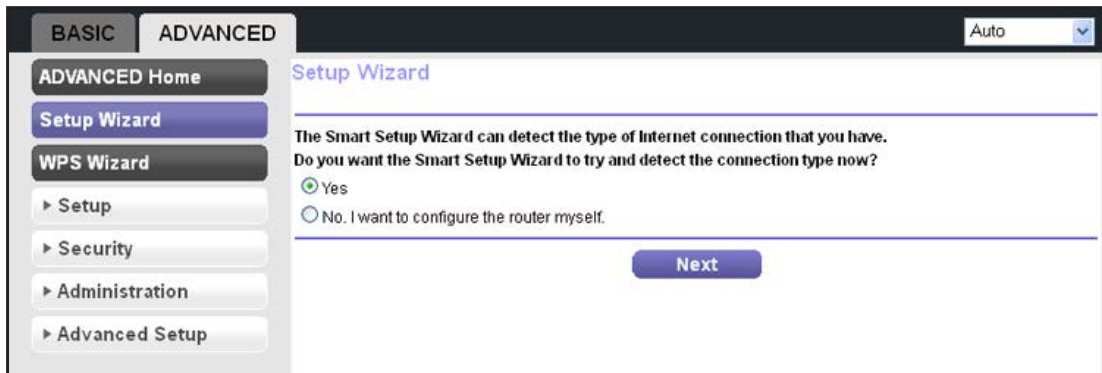 BASIC
ADVANCED
Auto
ADVANCED Home
Setup Wizard
WPS Wizard
Setup
Security
Administration
Advanced Setup
Setup Wizard
The Smart Setup Wizard can detect the type of Internet connection that you have.
Do you want the Smart Setup Wizard to try and detect the connection type now?
Yes
No. I want to configure the router myself.
Next